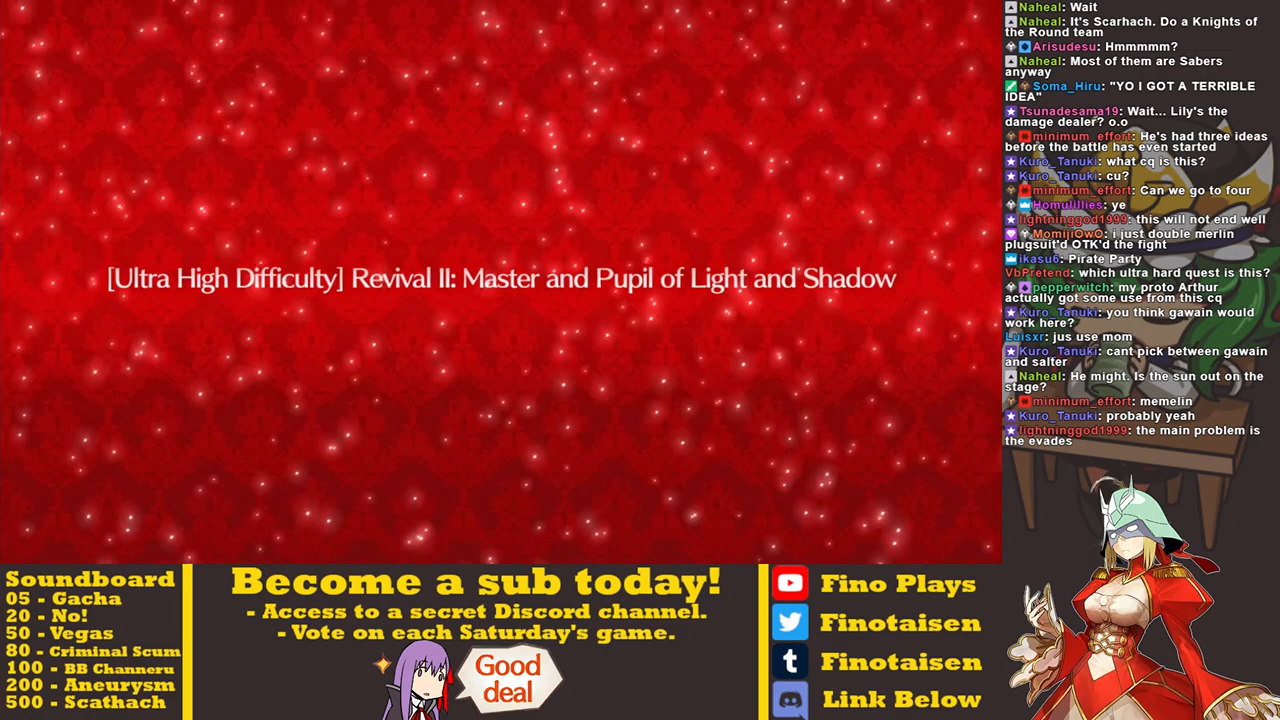 [Ultra High Difficulty] Revival II: Master and Pupil of Light and Shadow
Naheal: Wait
Naheal: It's Scarhach. Do a Knights of
the Round team
Arisudesu: Hmmmmm?
Naheal: Most of them are Sabers
anyway
Soma_Hiru: "YO I GOT A TERRIBLE
IDEA"
Tsunadesama19: Wait... Lily's the
damage dealer? o.o
minimum_effort: He's had three ideas
before the battle has even started
Kuro_Tanuki: what cq is this?
Kuro_Tanuki: cu?
minimum_effort: Can we go to four
Homulillies: ye
lightninggod1999: this will not end well
MomijiOwO: i just double merlin
plugsuit'd OTK'd the fight
ikasu6: Pirate Party
VbPretend: which ultra hard quest is this?
pepperwitch: my proto Arthur
actually got some use from this cq
Kuro_Tanuki: you think gawain would
work here?
Luisxr: jus use mom
Kuro_Tanuki: cant pick between gawain
and salter
Naheal: He might. Is the sun out on the
stage?
minimum_effort: memelin
Kuro_Tanuki: probably yeah
lightninggod1999: the main problem is
the evades
Soundboard
05 - Gacha
20 - No!
50 - Vegas
80 - Criminal Scum
100 - BB Channeru
200 - Aneurysm
500 - Scathach
Become a sub today!
- Access to a secret Discord channel.
- Vote on each Saturday's game.
Good
deal
Fino Plays
Finotaisen
t Finotaisen
Link Below